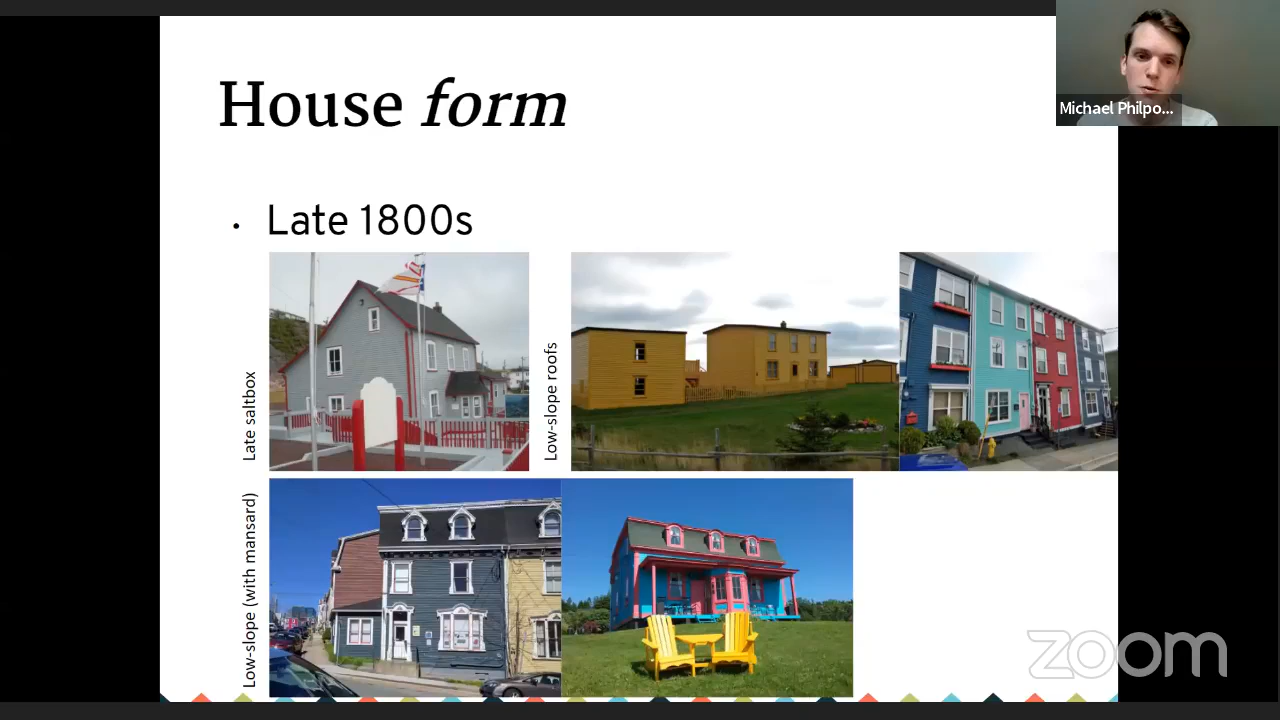 Michael Philpo...
House form
• Late 1800s
Late saltbox
Low-slope roofs
Low-slope (with mansard)
zoom